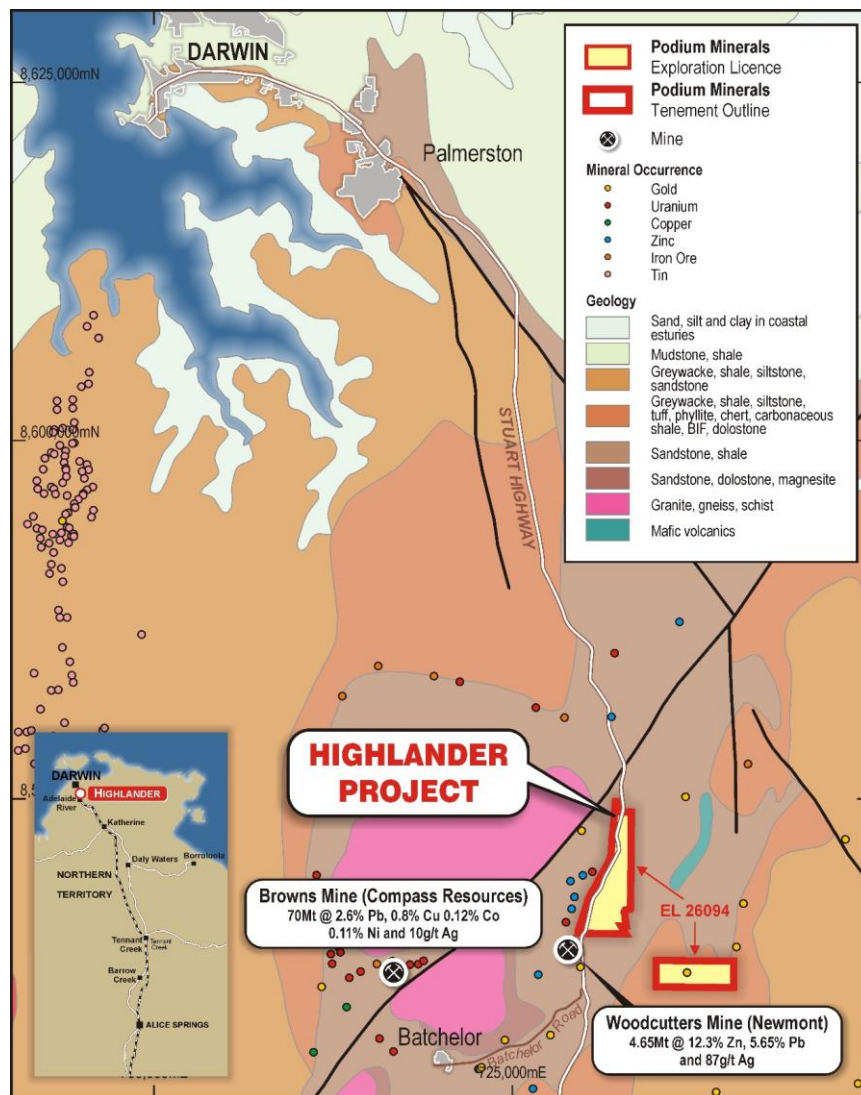 DARWIN
8,625,000mN
Palmerston
8,600,000mN
STUART HIGHWAY
Podium Minerals
Exploration Licence
Podium Minerals
Tenement Outline
Mine
Mineral Occurrence
Gold
Uranium
Copper
Zinc
Iron Ore
Tin
Geology
Sand, silt and clay in coastal
esturies
Mudstone, shale
Greywacke, shale, siltstone,
sandstone
Greywacke, shale, siltstone,
tuff, phyllite, chert, carbonaceous
shale, BIF, dolostone
Sandstone, shale
Sandstone, dolostone, magnesite
Granite, gneiss, schist
Mafic volcanics
HIGHLANDER
PROJECT
DARWIN
HIGHLANDER
Adelaide
River
Katherine
Daly Waters
Borroloola
NORTHERN
TERRITORY
Tennant
Creek
Tennant
Creek
Barrow
Creek
ALICE SPRINGS
Browns Mine (Compass Resources)
70Mt @ 2.6% Pb, 0.8% Cu 0.12% Co
0.11% Ni and 10g/t Ag
EL 26094
Woodcutters Mine (Newmont)
4.65Mt @ 12.3% Zn, 5.65% Pb
and 87g/t Ag
Batchelor
Batchelor Road
725,000mE